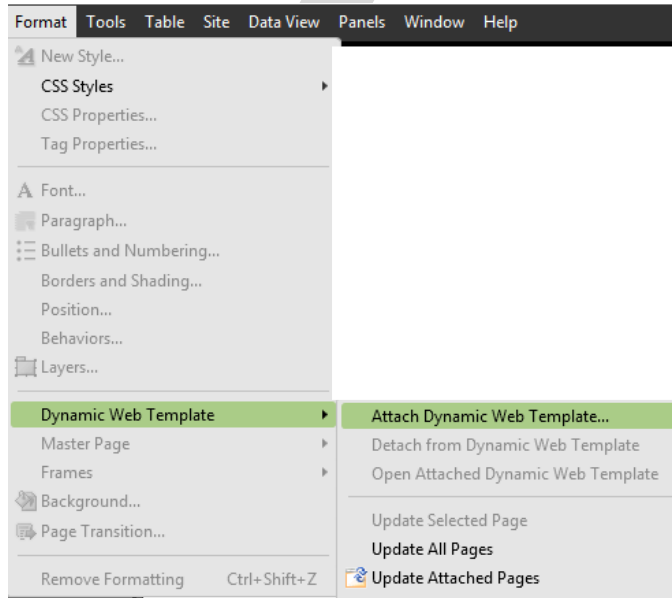 Format Tools Table Site Data View Panels Window Help
New Style...
CSS Styles
CSS Properties...
Tag Properties...
Font...
Paragraph...
Bullets and Numbering...
Borders and Shading...
Position...
Behaviors...
Layers...
Dynamic Web Template
Master Page
Frames
Background...
Page Transition...
Remove Formatting Ctrl+Shift+Z
Attach Dynamic Web Template...
Detach from Dynamic Web Template
Open Attached Dynamic Web Template
Update Selected Page
Update All Pages
Update Attached Pages